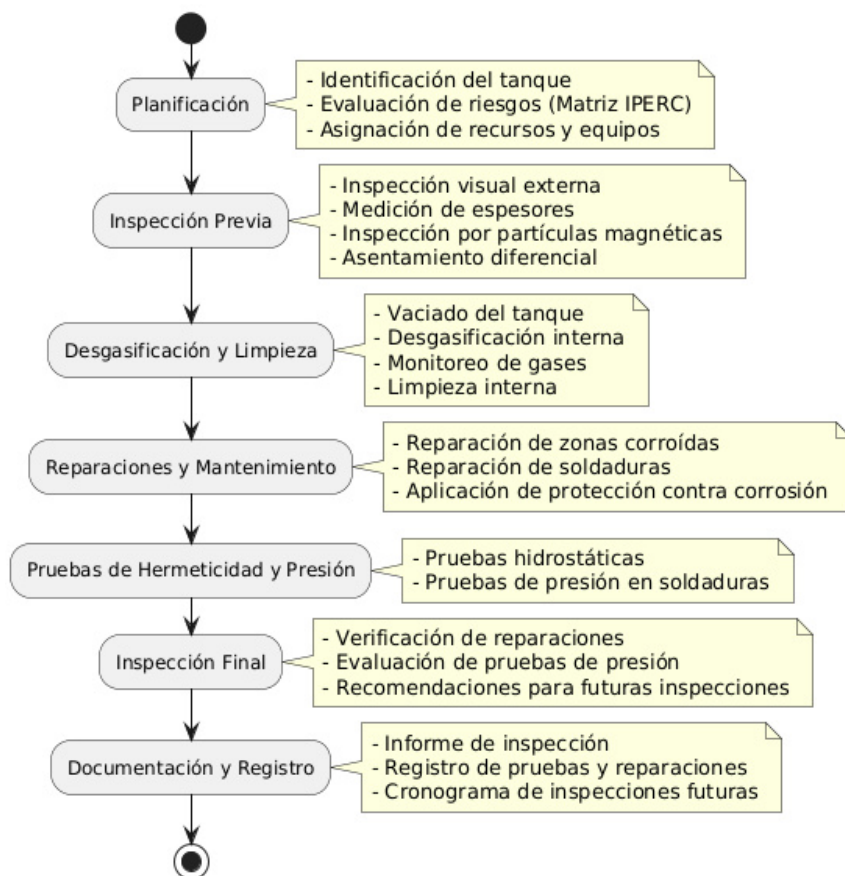 Planificación
- Identificación del tanque
- Evaluación de riesgos (Matriz IPERC)
- Asignación de recursos y equipos
Inspección Previa
- Inspección visual externa
- Medición de espesores
- Inspección por partículas magnéticas
- Asentamiento diferencial
Desgasificación y Limpieza
- Vaciado del tanque
- Desgasificación interna
- Monitoreo de gases
- Limpieza interna
Reparaciones y Mantenimiento
- Reparación de zonas corroídas
- Reparación de soldaduras
- Aplicación de protección contra corrosión
Pruebas de Hermeticidad y Presión
- Pruebas hidrostáticas
- Pruebas de presión en soldaduras
Inspección Final
- Verificación de reparaciones
- Evaluación de pruebas de presión
- Recomendaciones para futuras inspecciones
Documentación y Registro
- Informe de inspección
- Registro de pruebas y reparaciones
- Cronograma de inspecciones futuras